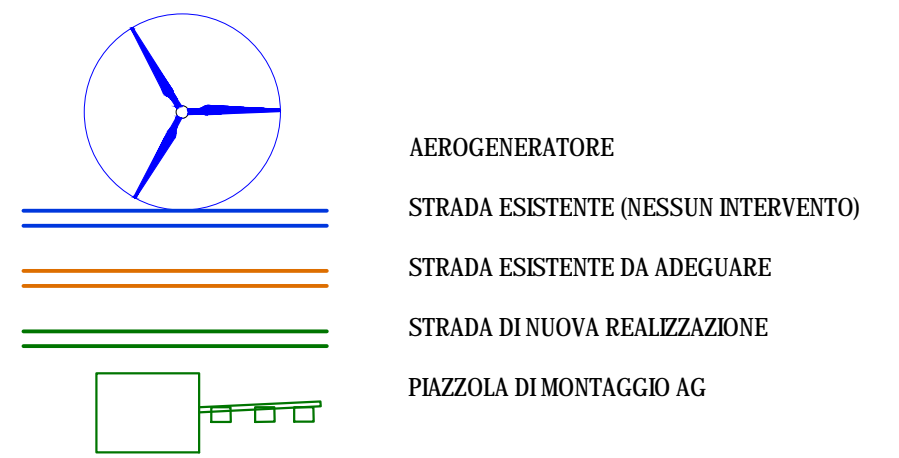 AEROGENERATORE
STRADA ESISTENTE (NESSUN INTERVENTO)
STRADA ESISTENTE DA ADEGUARE
STRADA DI NUOVA REALIZZAZIONE
PIAZZOLA DI MONTAGGIO AG